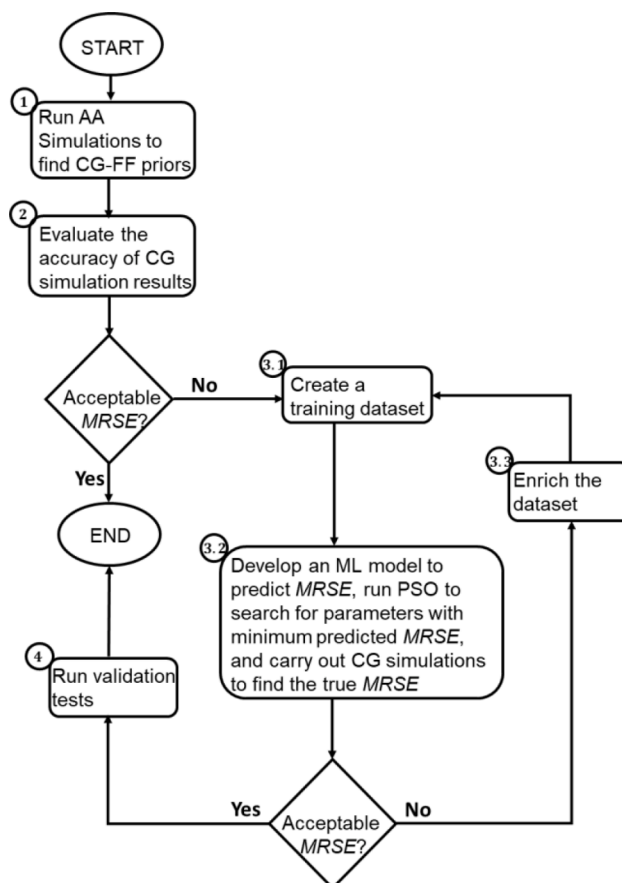 START
1
Run AA
Simulations to
find CG-FF priors
2
Evaluate the
accuracy of CG
simulation results
Acceptable
MRSE?
No
Yes
END
3.1
Create a
training dataset
3.3
Enrich the
dataset
3.2
Develop an ML model to
predict MRSE, run PSO to
search for parameters with
minimum predicted MRSE,
and carry out CG simulations
to find the true MRSE
4
Run validation
tests
Yes
No
Acceptable
MRSE?